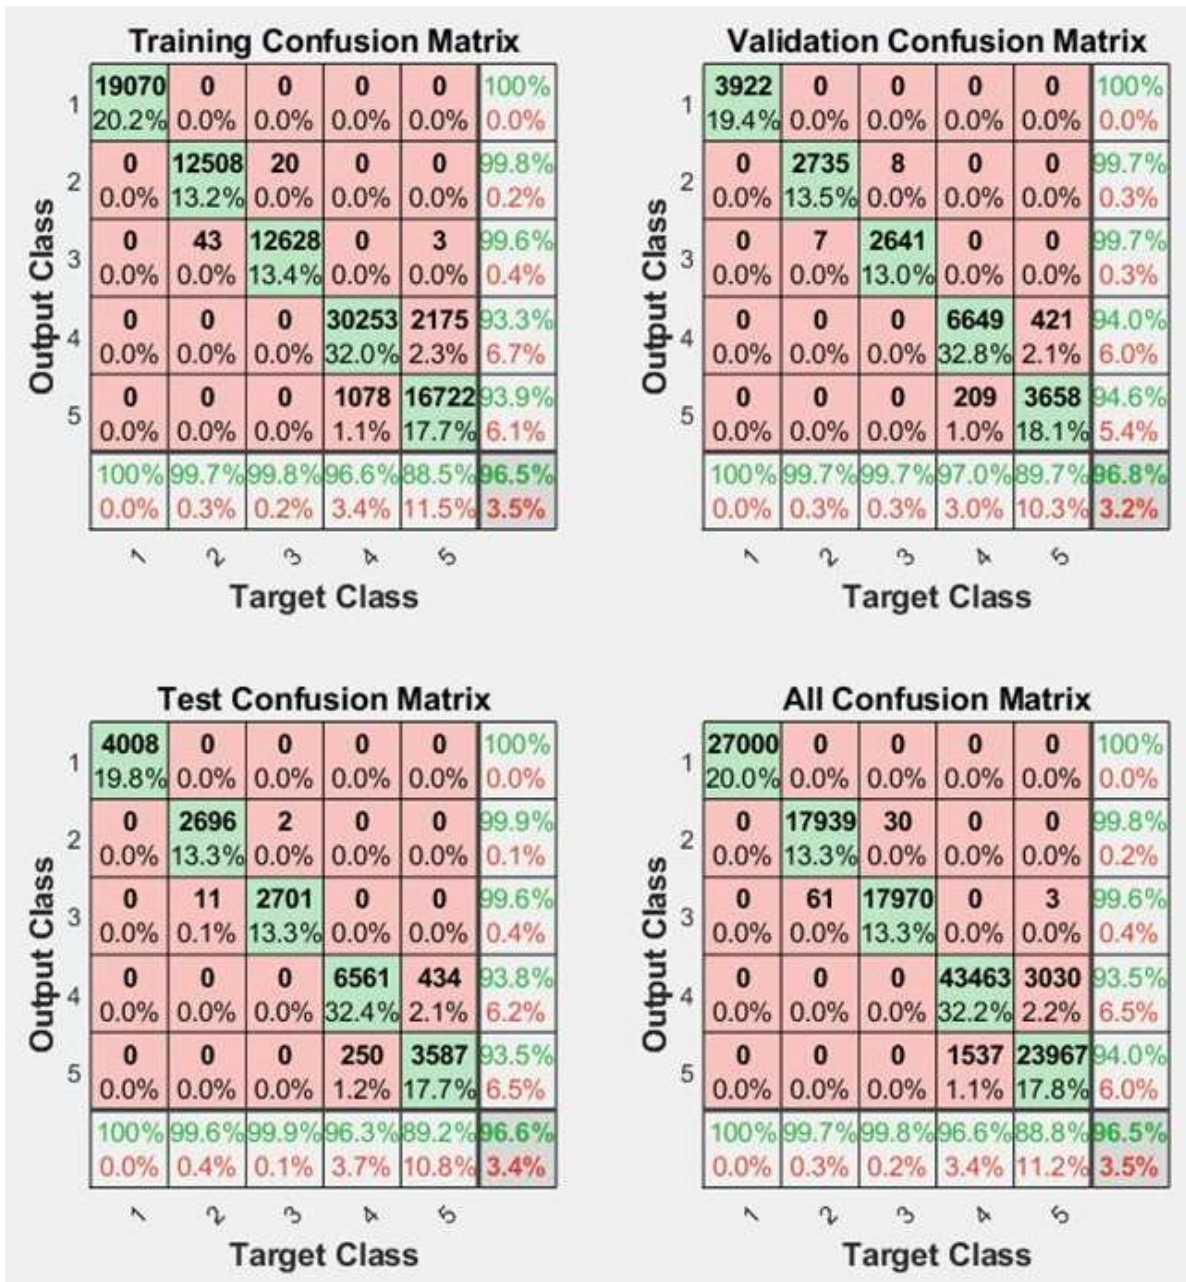 Training Confusion Matrix
Output Class
1
19070 0 0 0 0 100%
20.2% 0.0% 0.0% 0.0% 0.0% 0.0%
2
0 12508 20 0 0 99.8%
0.0% 13.2% 0.0% 0.0% 0.0% 0.2%
3
0 43 12628 0 3 99.6%
0.0% 0.0% 13.4% 0.0% 0.0% 0.4%
4
0 0 0 30253 2175 93.3%
0.0% 0.0% 0.0% 32.0% 2.3% 6.7%
5
0 0 0 1078 16722 93.9%
0.0% 0.0% 0.0% 1.1% 17.7% 6.1%
100% 99.7% 99.8% 96.6% 88.5% 96.5%
0.0% 0.3% 0.2% 3.4% 11.5% 3.5%
1 2 3 4 5
Target Class
Validation Confusion Matrix
Output Class
1
3922 0 0 0 0 100%
19.4% 0.0% 0.0% 0.0% 0.0% 0.0%
2
0 2735 8 0 0 99.7%
0.0% 13.5% 0.0% 0.0% 0.0% 0.3%
3
0 7 2641 0 0 99.7%
0.0% 0.0% 13.0% 0.0% 0.0% 0.3%
4
0 0 0 6649 421 94.0%
0.0% 0.0% 0.0% 32.8% 2.1% 6.0%
5
0 0 0 209 3658 94.6%
0.0% 0.0% 0.0% 1.0% 18.1% 5.4%
100% 99.7% 99.7% 97.0% 89.7% 96.8%
0.0% 0.3% 0.3% 3.0% 10.3% 3.2%
1 2 3 4 5
Target Class
Test Confusion Matrix
Output Class
1
4008 0 0 0 0 100%
19.8% 0.0% 0.0% 0.0% 0.0% 0.0%
2
0 2696 2 0 0 99.9%
0.0% 13.3% 0.0% 0.0% 0.0% 0.1%
3
0 11 2701 0 0 99.6%
0.0% 0.1% 13.3% 0.0% 0.0% 0.4%
4
0 0 0 6561 434 93.8%
0.0% 0.0% 0.0% 32.4% 2.1% 6.2%
5
0 0 0 250 3587 93.5%
0.0% 0.0% 0.0% 1.2% 17.7% 6.5%
100% 99.6% 99.9% 96.3% 89.2% 96.6%
0.0% 0.4% 0.1% 3.7% 10.8% 3.4%
1 2 3 4 5
Target Class
All Confusion Matrix
Output Class
1
27000 0 0 0 0 100%
20.0% 0.0% 0.0% 0.0% 0.0% 0.0%
2
0 17939 30 0 0 99.8%
0.0% 13.3% 0.0% 0.0% 0.0% 0.2%
3
0 61 17970 0 3 99.6%
0.0% 0.0% 13.3% 0.0% 0.0% 0.4%
4
0 0 0 43463 3030 93.5%
0.0% 0.0% 0.0% 32.2% 2.2% 6.5%
5
0 0 0 1537 23967 94.0%
0.0% 0.0% 0.0% 1.1% 17.8% 6.0%
100% 99.7% 99.8% 96.6% 88.8% 96.5%
0.0% 0.3% 0.2% 3.4% 11.2% 3.5%
1 2 3 4 5
Target Class